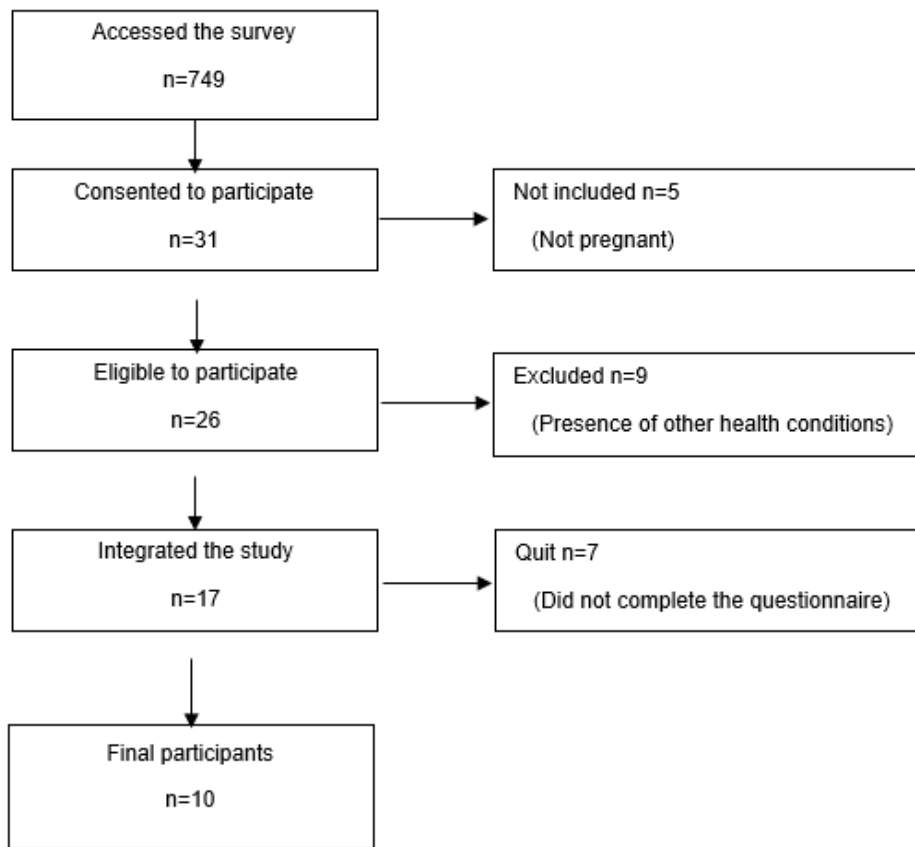 Accessed the survey
n=749
Consented to participate
n=31
Not included n=5
(Not pregnant)
Eligible to participate
n=26
Excluded n=9
(Presence of other health conditions)
Integrated the study
n=17
Quit n=7
(Did not complete the questionnaire)
Final participants
n=10